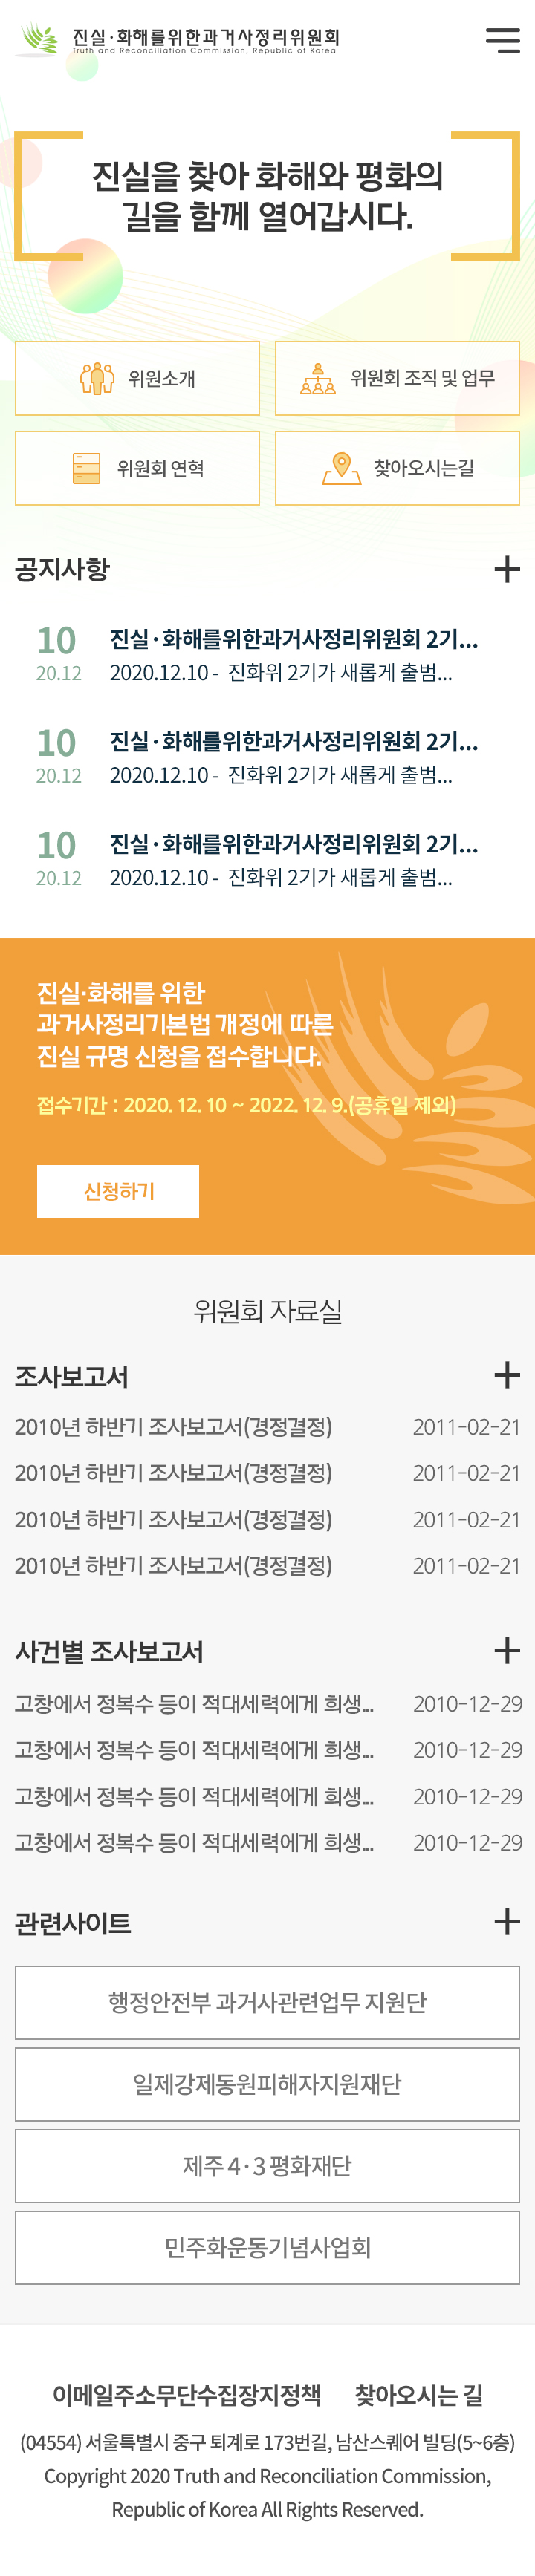 진실·화해를위한과거사정리위원회
Truth and Reconciliation Commission, Republic of Korea
진실을 찾아 화해와 평화의
길을 함께 열어갑시다.
위원소개
위원회 조직 및 업무
위원회 연혁
찾아오시는길
공지사항
10
20.12
진실·화해를위한과거사정리위원회 2기...
2020.12.10 - 진화위 2기가 새롭게 출범...
10
20.12
진실·화해를위한과거사정리위원회 2기...
2020.12.10 - 진화위 2기가 새롭게 출범...
10
20.12
진실·화해를위한과거사정리위원회 2기...
2020.12.10 - 진화위 2기가 새롭게 출범...
진실·화해를 위한
과거사정리기본법 개정에 따른
진실 규명 신청을 접수합니다.
접수기간 : 2020. 12. 10 ~ 2022. 12. 9.(공휴일 제외)
신청하기
위원회 자료실
조사보고서
2010년 하반기 조사보고서(경정결정) 2011-02-21
2010년 하반기 조사보고서(경정결정) 2011-02-21
2010년 하반기 조사보고서(경정결정) 2011-02-21
2010년 하반기 조사보고서(경정결정) 2011-02-21
사건별 조사보고서
고창에서 정복수 등이 적대세력에게 희생... 2010-12-29
고창에서 정복수 등이 적대세력에게 희생... 2010-12-29
고창에서 정복수 등이 적대세력에게 희생... 2010-12-29
고창에서 정복수 등이 적대세력에게 희생... 2010-12-29
관련사이트
행정안전부 과거사관련업무 지원단
일제강제동원피해자지원재단
제주 4·3 평화재단
민주화운동기념사업회
이메일주소무단수집장지정책 찾아오시는 길
(04554) 서울특별시 중구 퇴계로 173번길, 남산스퀘어 빌딩(5~6층)
Copyright 2020 Truth and Reconciliation Commission,
Republic of Korea All Rights Reserved.